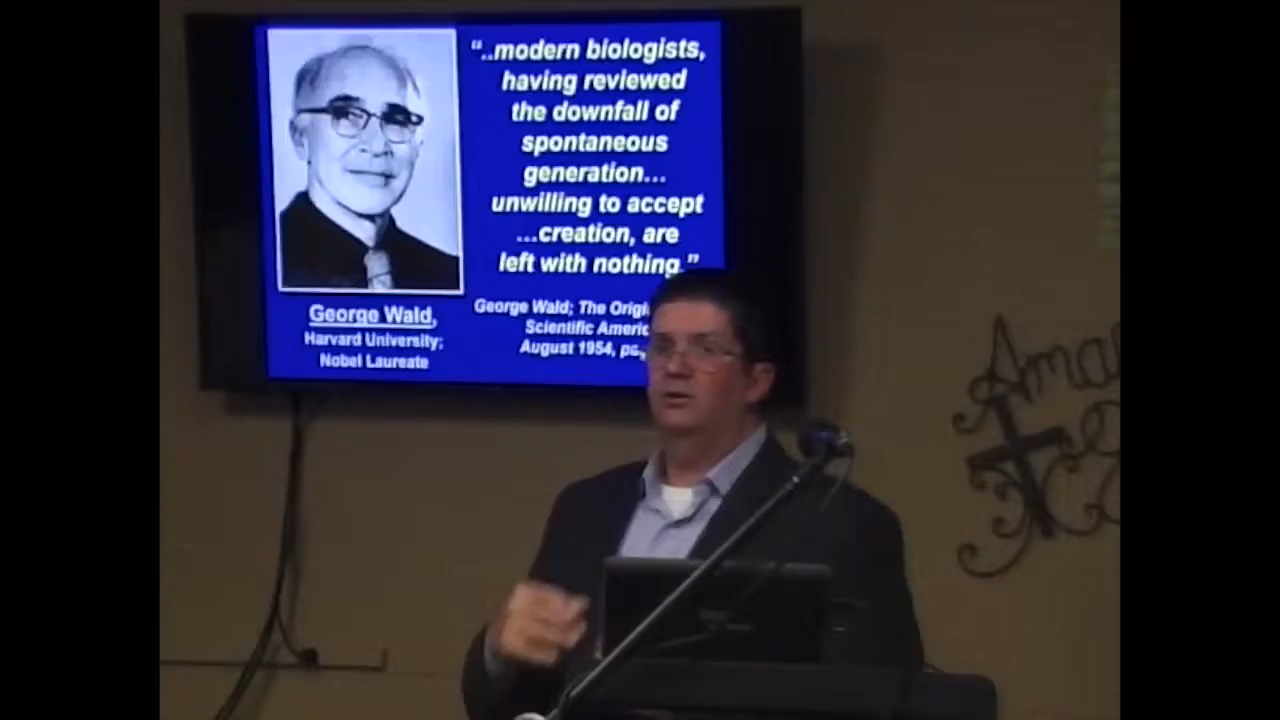 “..modern biologists,
having reviewed
the downfall of
spontaneous
generation...
unwilling to accept
...creation, are
left with nothing.”
George Wald,
Harvard University;
Nobel Laureate
George Wald; The Origi
Scientific Americ
August 1954, pg.,
Ama